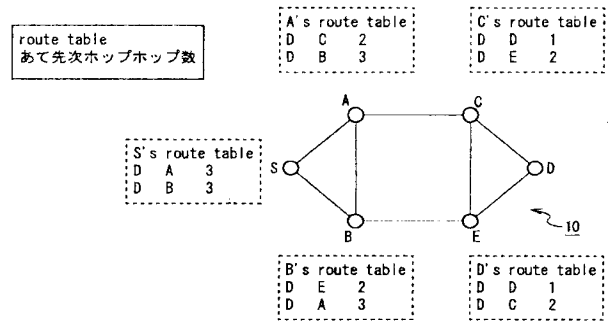 route table
あて先次ホップホップ数
A's route table
D C 2
D B 3
C's route table
D D 1
D E 2
S's route table
D A 3
D B 3
A
C
S
D
B
E
10
B's route table
D E 2
D A 3
D's route table
D D 1
D C 2